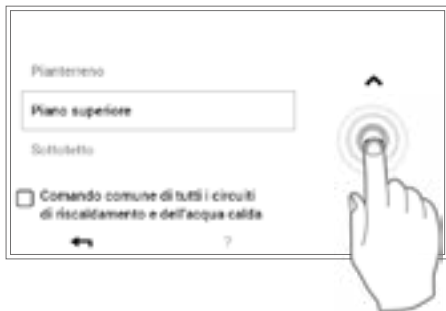 Pianterreno
Piano superiore
Sottotetto
Comando comune di tutti i circuiti
di riscaldamento e dell'acqua calda
?